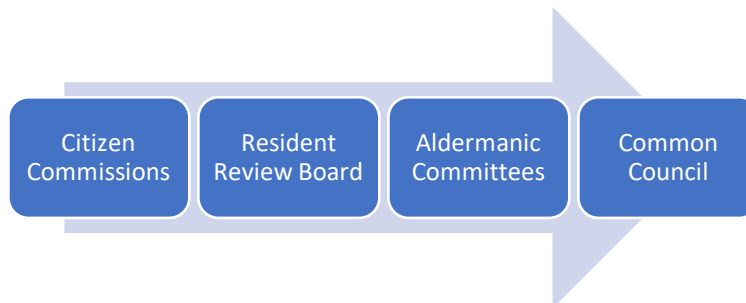 Citizen
Commissions
Resident
Review Board
Aldermanic
Committees
Common
Council